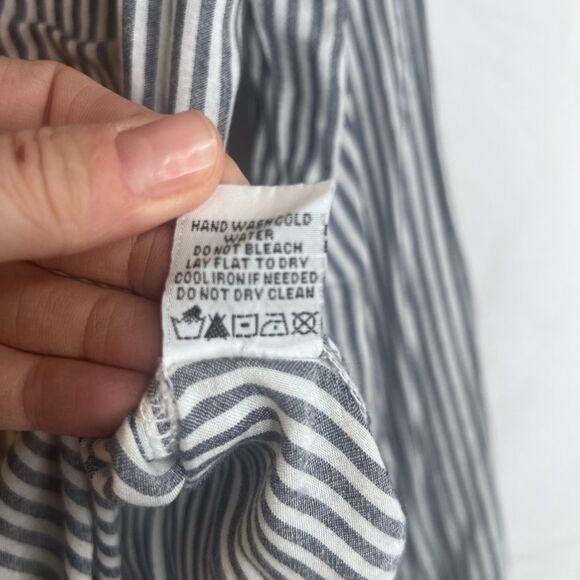 HAND WASH COLD
WATER
DO NOT BLEACH
LAY FLAT TO DRY
COOL IRON IF NEEDED
DO NOT DRY CLEAN